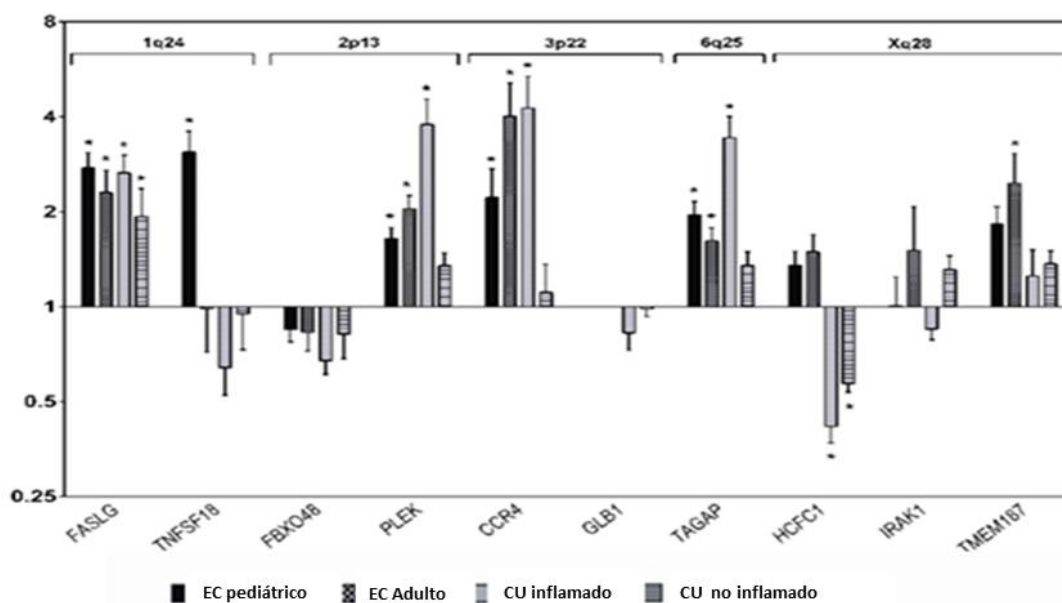 8
1q24 2p13 3p22 6q25 Xq28
4
2
1
0.5
0.25
FASLG TNFSF18 FBXO48 PLEK CCR4 GLB1 TAGAP HCFC1 IRAK1 TMEM187
EC pediátrico EC Adulto CU inflamado CU no inflamado